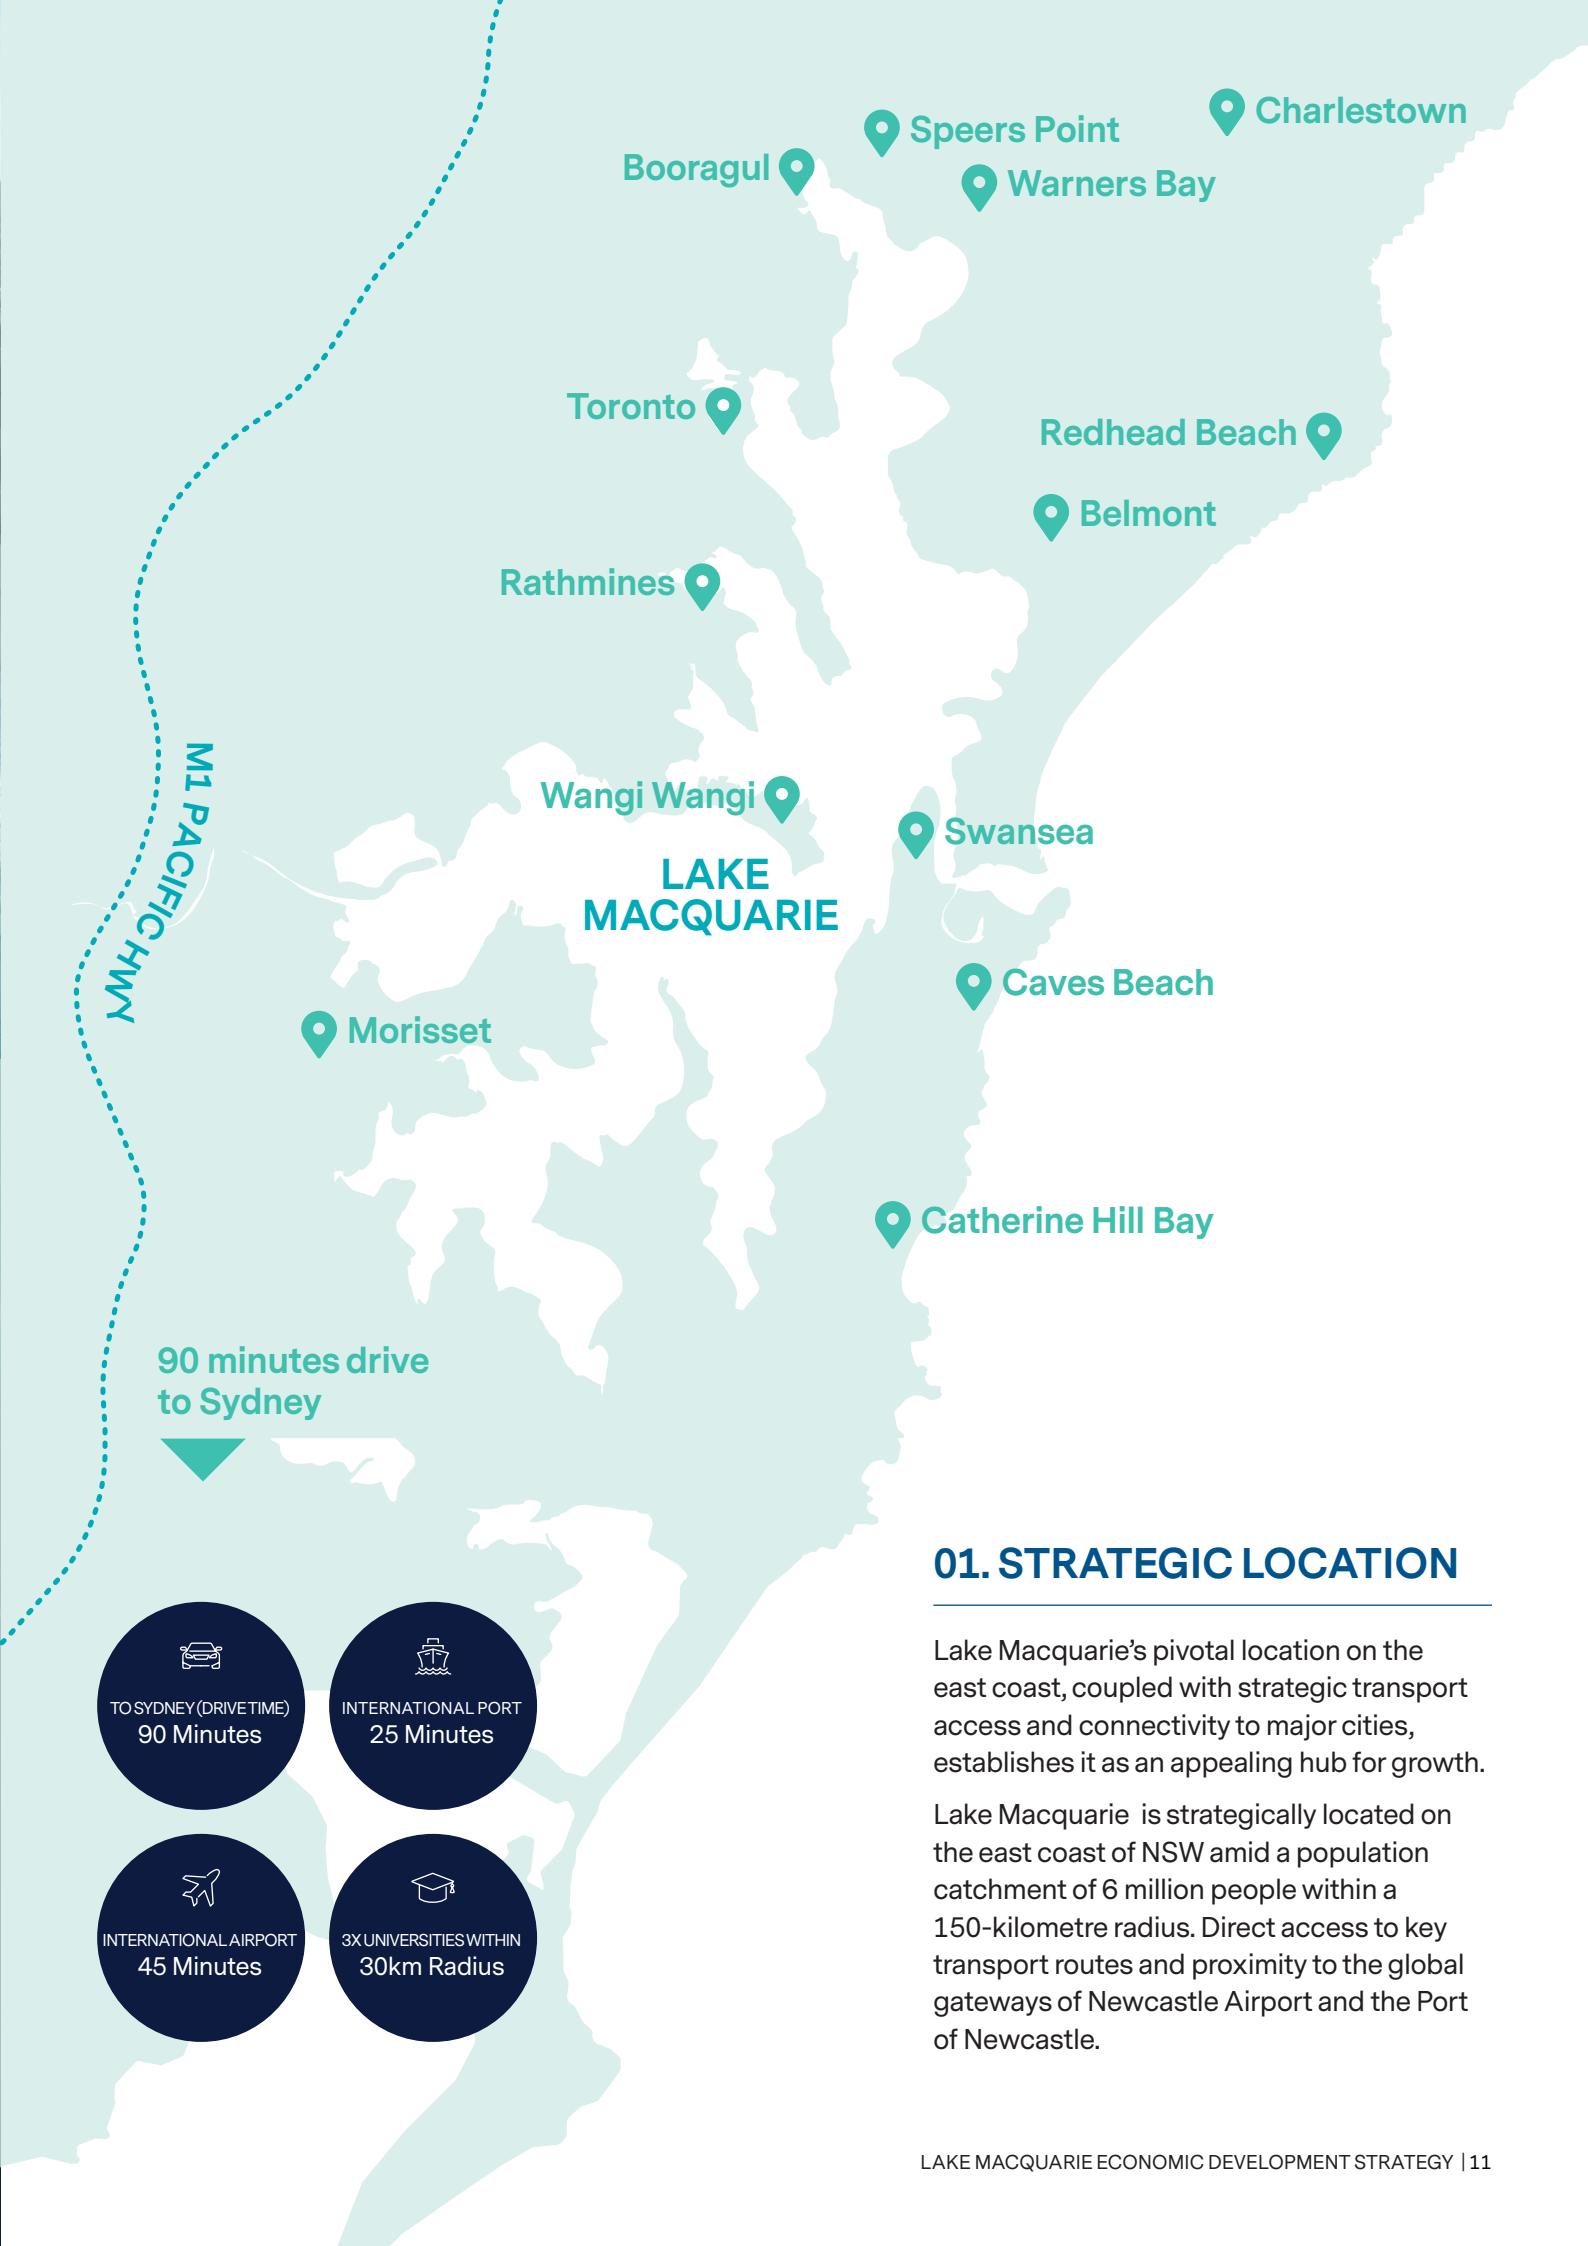 Charlestown
Speers Point
Booragul
Warners Bay
Toronto
Redhead Beach
Belmont
Rathmines
M1 PACIFIC HWY
Wangi Wangi
Swansea
LAKE
MACQUARIE
Caves Beach
Morisset
Catherine Hill Bay
90 minutes drive
to Sydney
TO SYDNEY (DRIVE TIME)
90 Minutes
INTERNATIONAL PORT
25 Minutes
INTERNATIONAL AIRPORT
45 Minutes
3X UNIVERSITIES WITHIN
30km Radius
01. STRATEGIC LOCATION
Lake Macquarie’s pivotal location on the
east coast, coupled with strategic transport
access and connectivity to major cities,
establishes it as an appealing hub for growth.
Lake Macquarie is strategically located on
the east coast of NSW amid a population
catchment of 6 million people within a
150-kilometre radius. Direct access to key
transport routes and proximity to the global
gateways of Newcastle Airport and the Port
of Newcastle.
LAKE MACQUARIE ECONOMIC DEVELOPMENT STRATEGY | 11